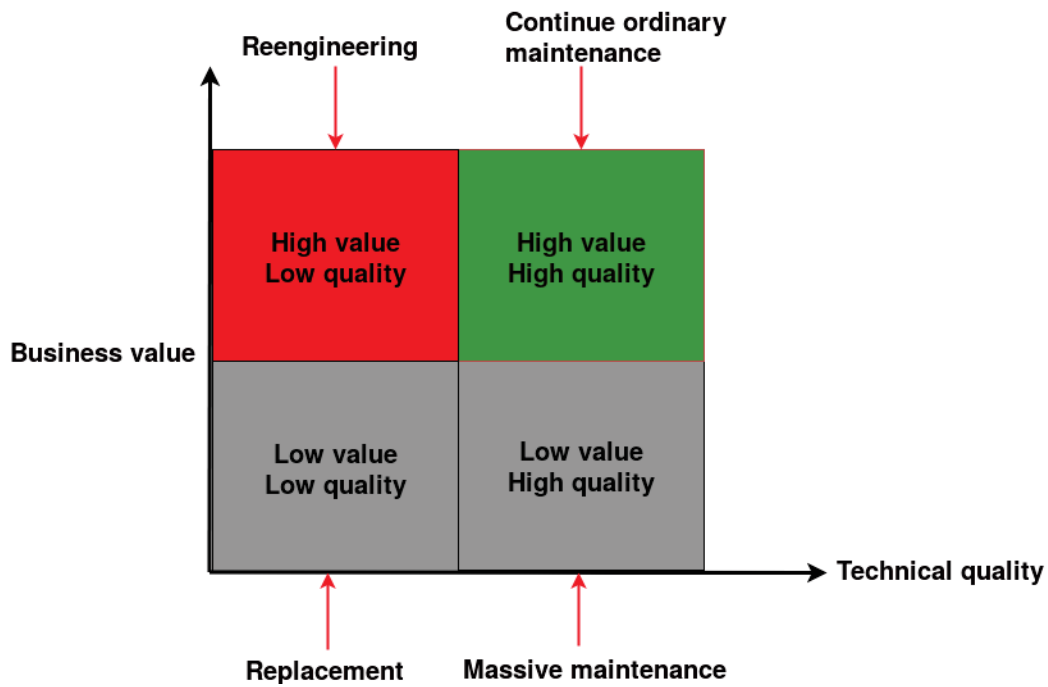 Reengineering
Continue ordinary
maintenance
High value
Low quality
High value
High quality
Business value
Low value
Low quality
Low value
High quality
Technical quality
Replacement
Massive maintenance